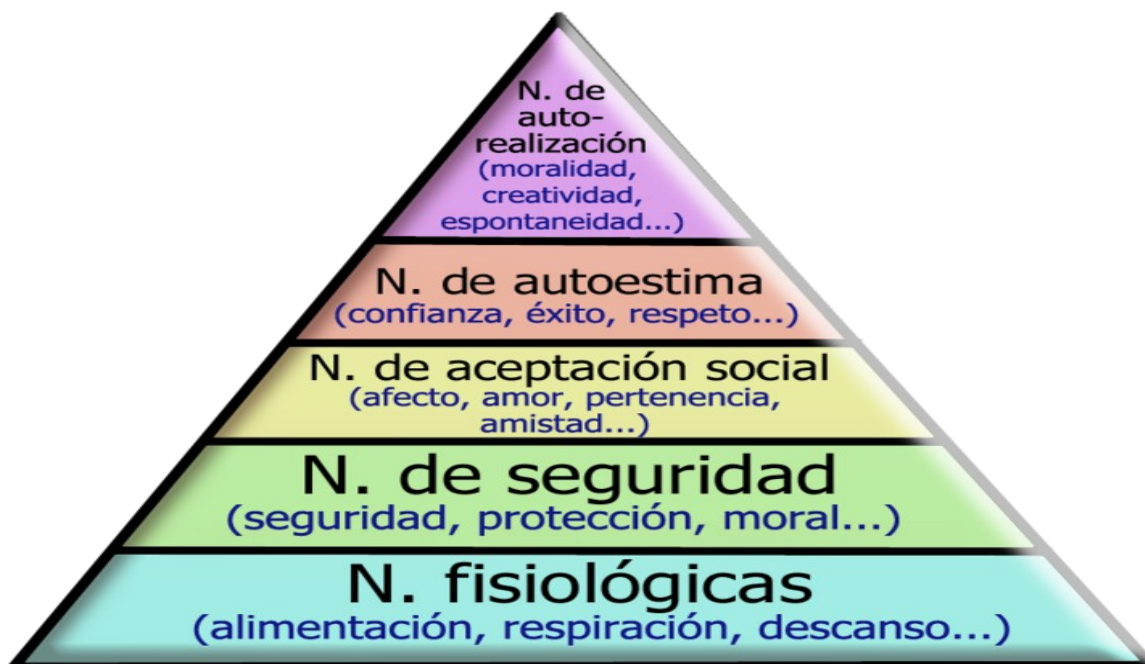 N. de
auto-
realización
(moralidad,
creatividad,
espontaneidad...)
N. de autoestima
(confianza, éxito, respeto...)
N. de aceptación social
(afecto, amor, pertenencia,
amistad...)
N. de seguridad
(seguridad, protección, moral...)
N. fisiológicas
(alimentación, respiración, descanso...)